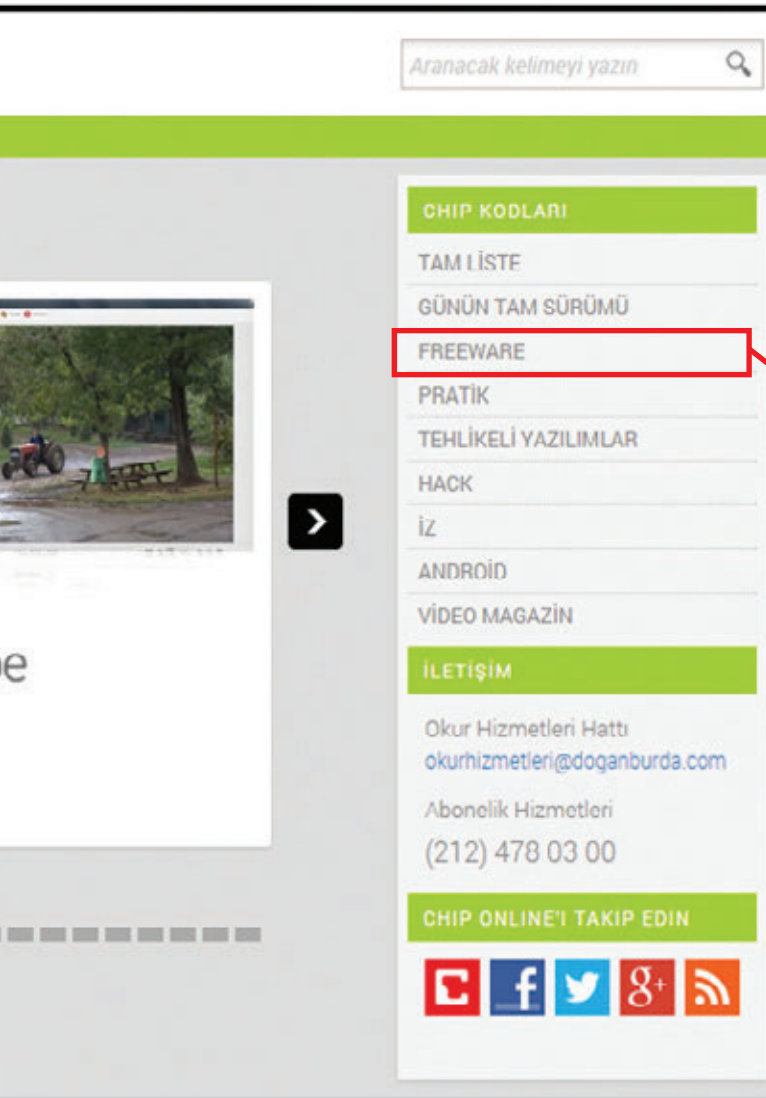 Aranacak kelimeyi yazın
CHIP KODLARI
TAM LİSTE
GÜNÜN TAM SÜRÜMÜ
FREEWARE
PRATİK
TEHLİKELİ YAZILIMLAR
HACK
İZ
ANDROİD
VİDEO MAGAZİN
İLETİŞİM
Okur Hizmetleri Hattı
okurhizmetleri@doganburda.com
Abonelik Hizmetleri
(212) 478 03 00
CHIP ONLINE'I TAKIP EDIN
f
8+